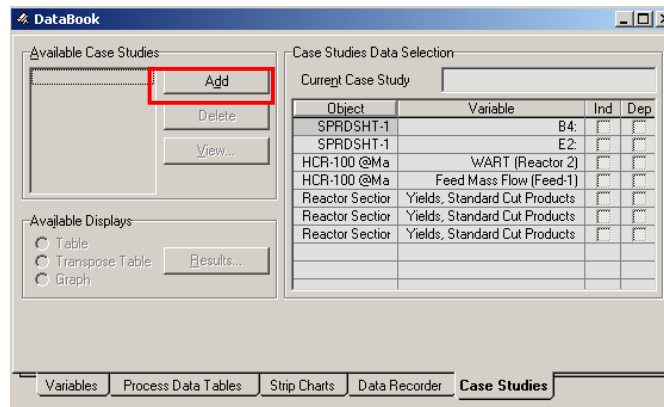 DataBook
Available Case Studies
Add
Delete
View...
Available Displays
Table
Transpose Table
Graph
Results...
Case Studies Data Selection
Current Case Study
Object Variable Ind Dep
SPRDSHT-1 B4:
SPRDSHT-1 E2:
HCR-100 @Ma WART (Reactor 2)
HCR-100 @Ma Feed Mass Flow (Feed-1)
Reactor Section Yields, Standard Cut Products
Reactor Section Yields, Standard Cut Products
Reactor Section Yields, Standard Cut Products
Variables Process Data Tables Strip Charts Data Recorder Case Studies